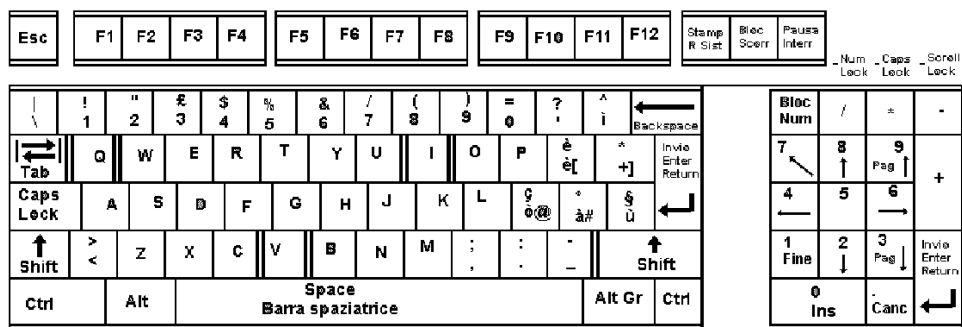 Esc F1 F2 F3 F4 F5 F6 F7 F8 F9 F10 F11 F12 Stamp Bloc Pausa
R Sist Scorr Interr
_Num _Caps _Scroll
Lock Lock Lock
| ! " £ $ % & / ( ) = ? ^ Bloc / * -
\ 1 2 3 4 5 6 7 8 9 0 ' ì Backspace Num
Q W E R T Y U I O P é * Invio 7 8 9
Tab è[ +] Enter Pag +
Return
Caps A S D F G H J K L ç ° § 4 5 6
Lock ò@ à# ù
> Z X C V B N M ; : - 1 2 3 Invio
Shift < , . _ Shift Fine Pag Enter
Return
Ctrl Alt Space Alt Gr Ctrl 0 .
Barra spaziatrice Ins Canc